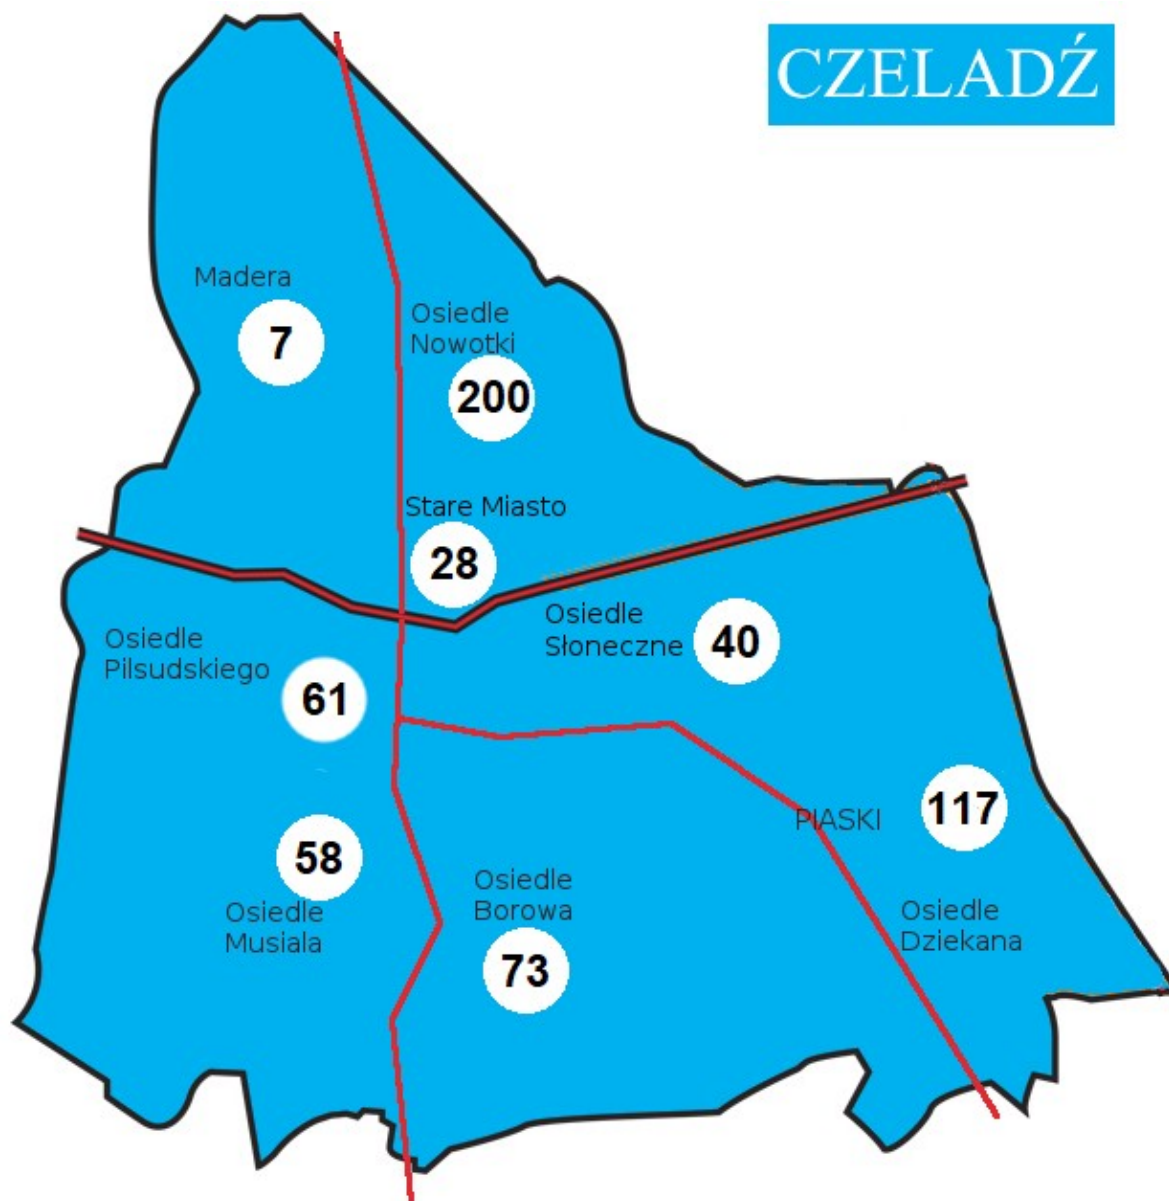 CZELADŹ
Madera
7
Osiedle
Nowotki
200
Stare Miasto
28
Osiedle
Słoneczne
40
Osiedle
Pilsudskiego
61
117
PIASKI
58
Osiedle
Musiala
Osiedle
Borowa
73
Osiedle
Dziekana